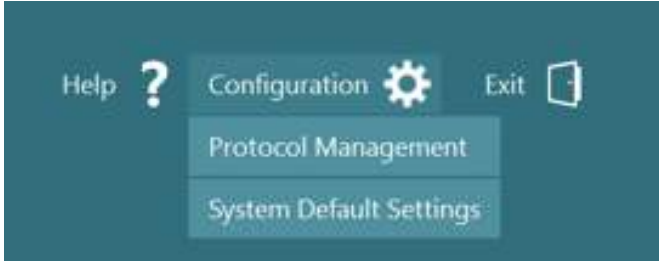 Help ? Configuration Exit
Protocol Management
System Default Settings